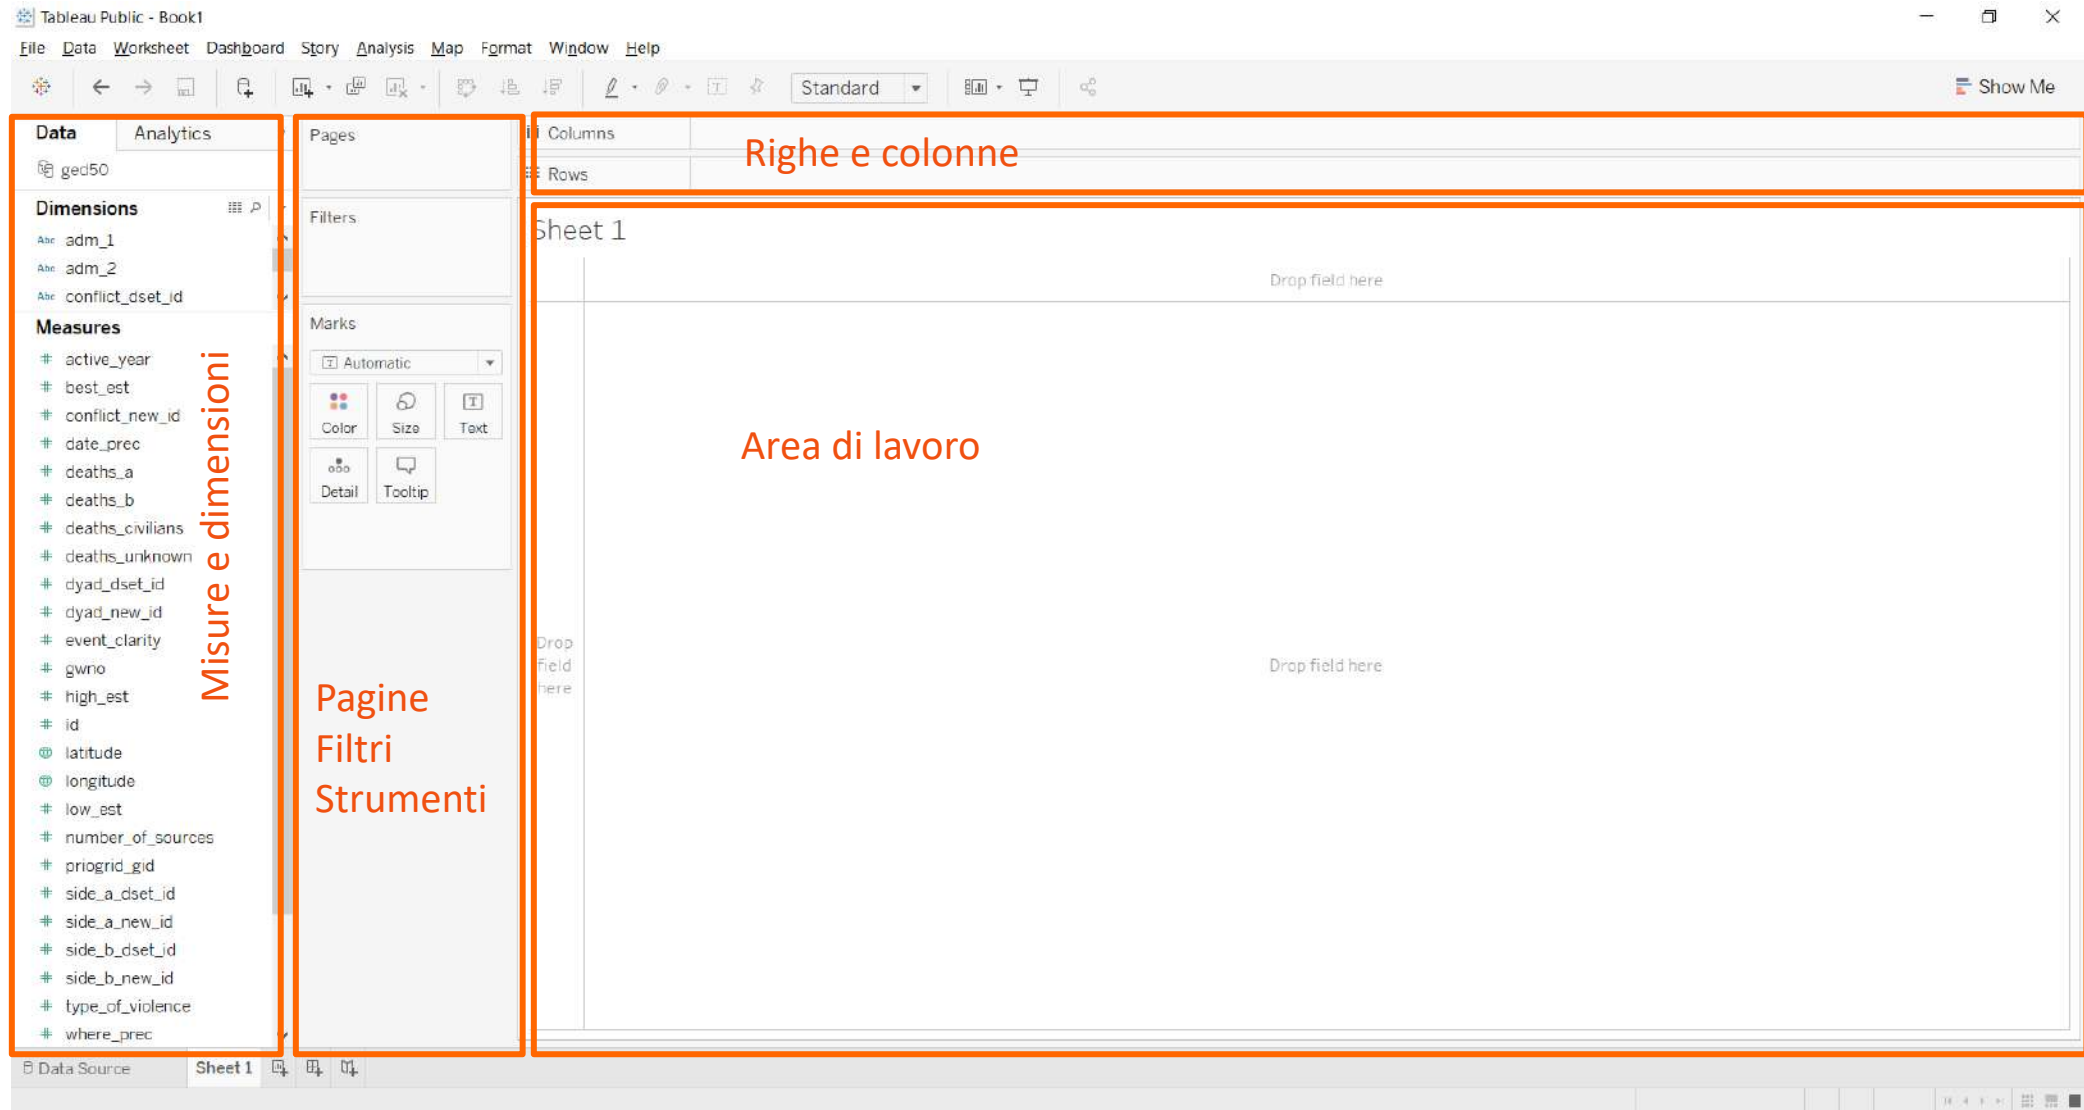 Tableau Public - Book1
File Data Worksheet Dashboard Story Analysis Map Format Window Help
Standard
Show Me
Data Analytics
ged50
Dimensions
Abc adm_1
Abc adm_2
Abc conflict_dset_id
Measures
# active_year
# best_est
# conflict_new_id
# date_prec
# deaths_a
# deaths_b
# deaths_civilians
# deaths_unknown
# dyad_dset_id
# dyad_new_id
# event_clarity
# gwno
# high_est
# id
latitude
longitude
# low_est
# number_of_sources
# priogrid_gid
# side_a_dset_id
# side_a_new_id
# side_b_dset_id
# side_b_new_id
# type_of_violence
# where_prec
Misure e dimensioni
Pages
Filters
Marks
Automatic
Color Size Text
Detail Tooltip
Pagine
Filtri
Strumenti
Columns
Rows
Righe e colonne
Sheet 1
Drop field here
Area di lavoro
Drop
field
here
Drop field here
Data Source Sheet 1